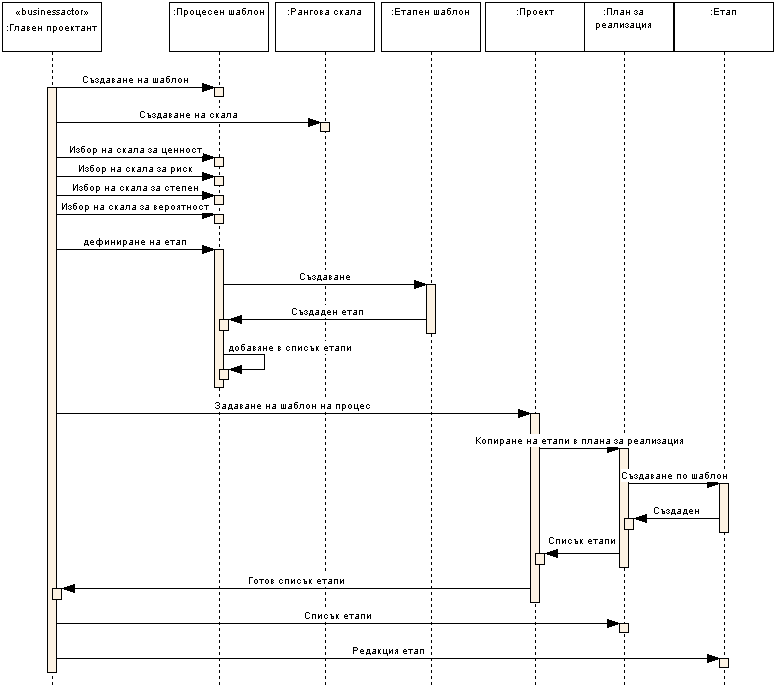 «businessactor»
:Главен проектант
:Процесен шаблон
:Рангова скала
:Етапен шаблон
:Проект
:План за
реализация
:Етап
Създаване на шаблон
Създаване на скала
Избор на скала за ценност
Избор на скала за риск
Избор на скала за степен
Избор на скала за вероятност
дефиниране на етап
Създаване
Създаден етап
добавяне в списък етапи
Задаване на шаблон на процес
Копиране на етапи в плана за реализация
Създаване по шаблон
Създаден
Списък етапи
Готов списък етапи
Списък етапи
Редакция етап